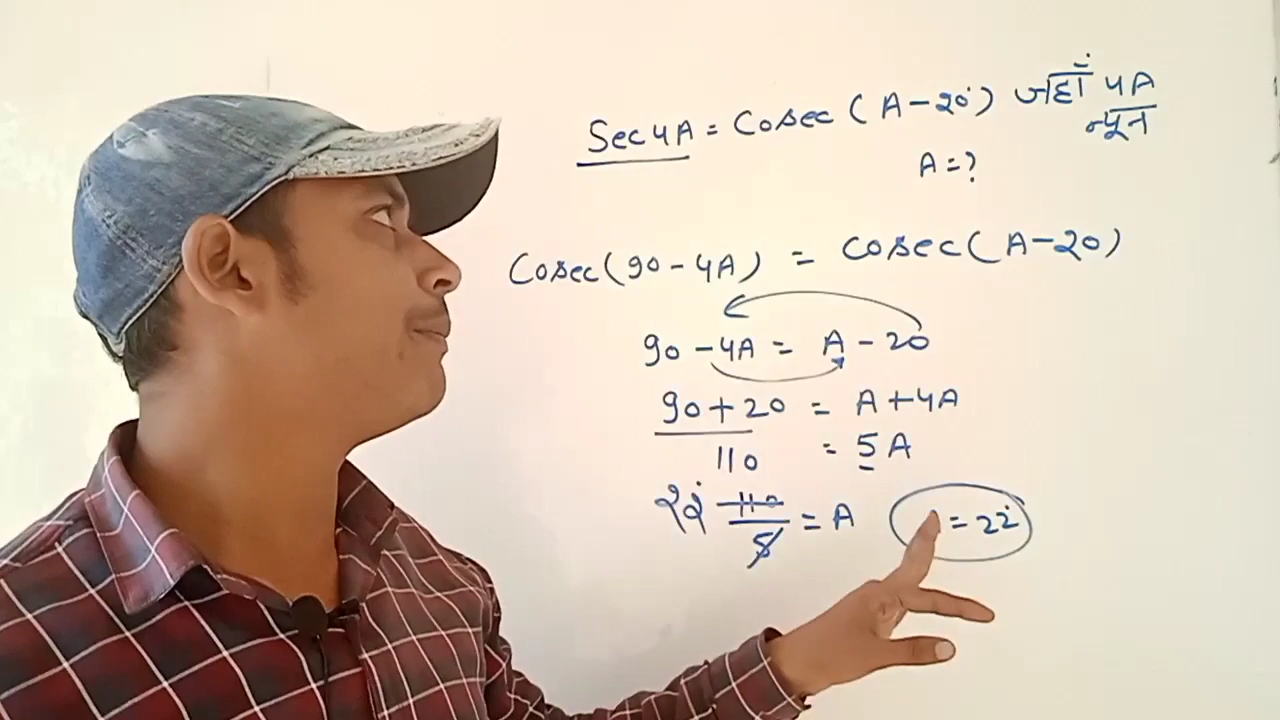 Sec4A = Cosec(A-20°) जहाँ 4A
न्यून
A=?
Cosec(90-4A) = Cosec(A-20)
90-4A = A-20
90+20 = A+4A
110 = 5A
22° 110/5 = A
=22°